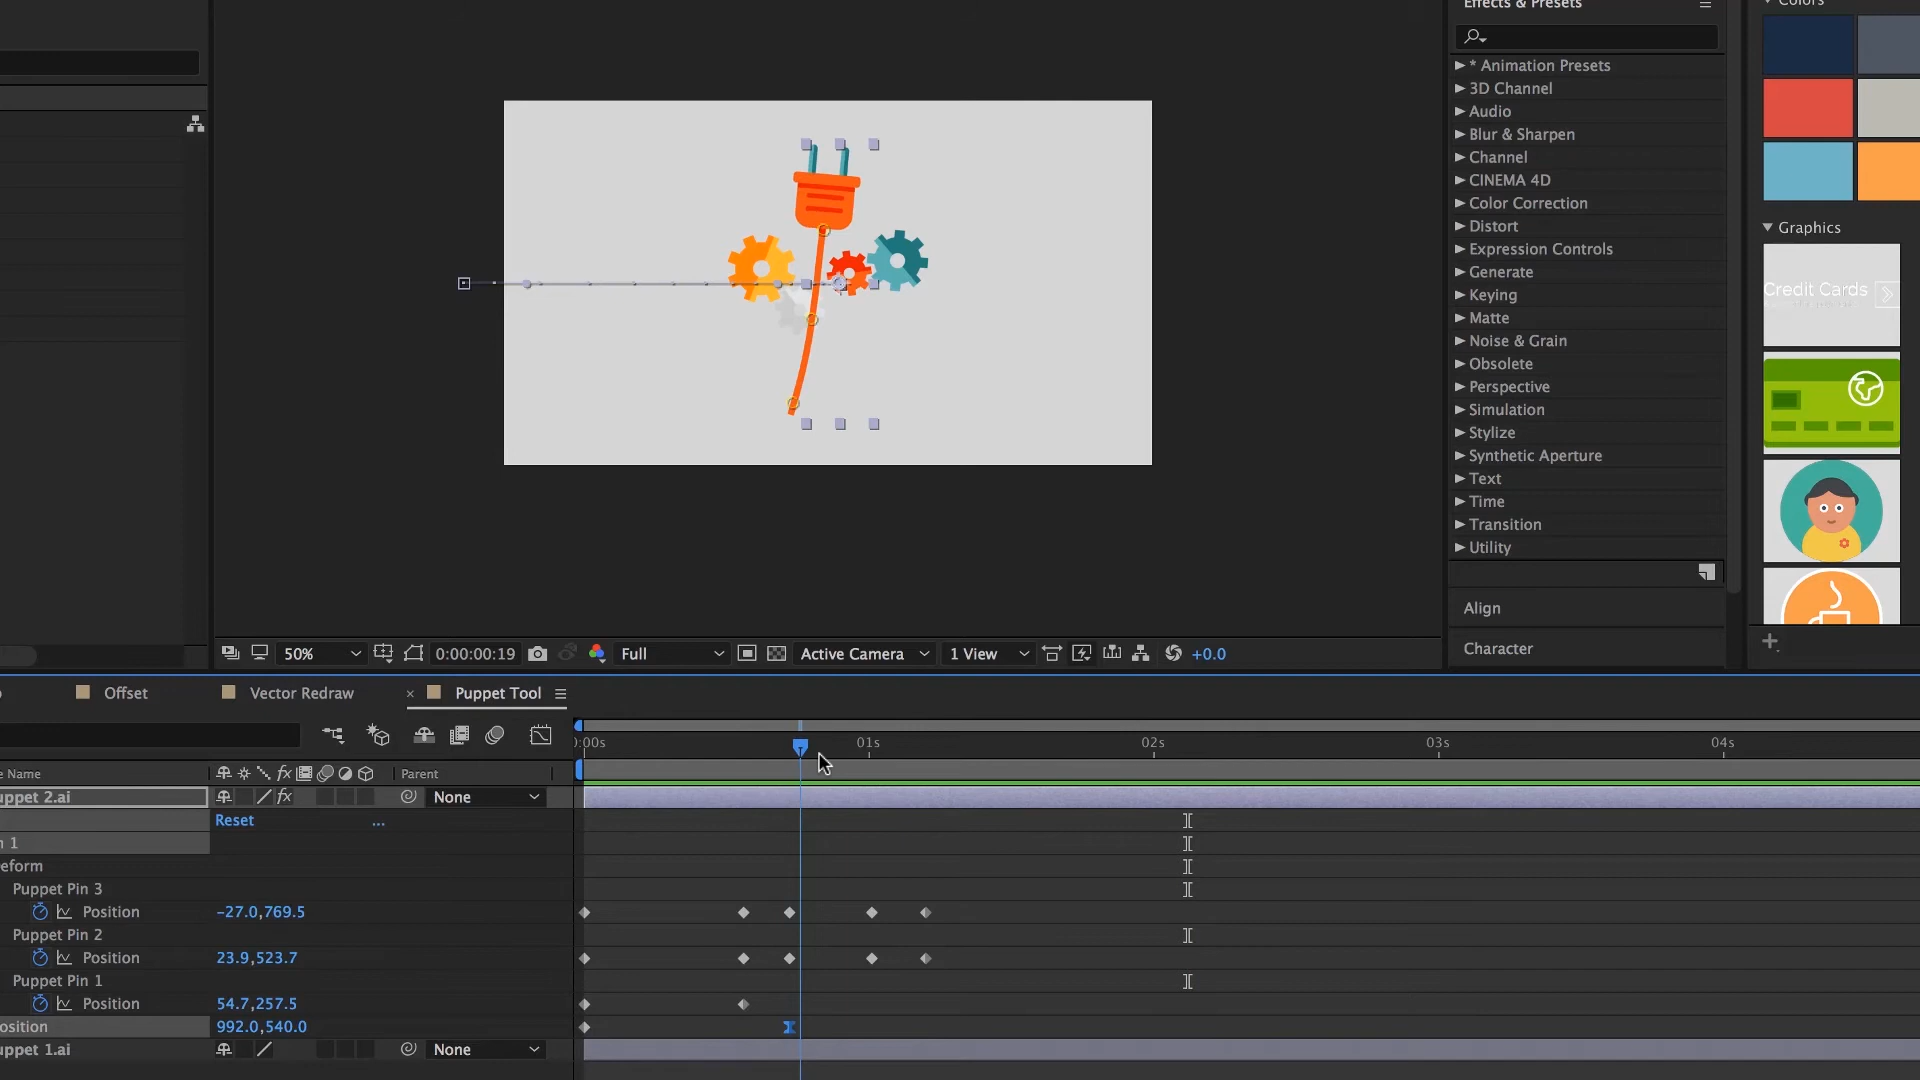 Effects & Presets
Colors
* Animation Presets
3D Channel
Audio
Blur & Sharpen
Channel
CINEMA 4D
Color Correction
Distort
Expression Controls
Generate
Keying
Matte
Noise & Grain
Obsolete
Perspective
Simulation
Stylize
Synthetic Aperture
Text
Time
Transition
Utility
Align
Character
Graphics
Credit Cards
50%
0:00:00:19
Full
Active Camera
1 View
+0.0
Offset
Vector Redraw
× Puppet Tool
):00s
01s
02s
03s
04s
e Name
fx
Parent
uppet 2.ai
fx
None
Reset
...
n 1
eform
Puppet Pin 3
Position
-27.0,769.5
Puppet Pin 2
Position
23.9,523.7
Puppet Pin 1
Position
54.7,257.5
osition
992.0,540.0
uppet 1.ai
None